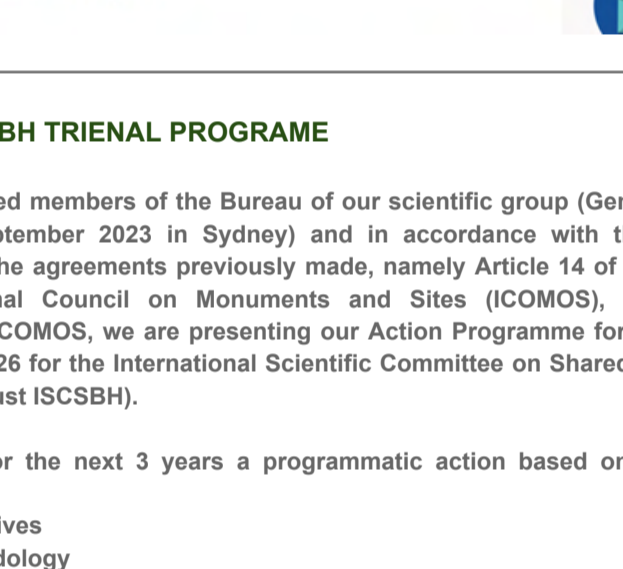 BH TRIENAL PROGRAME
ed members of the Bureau of our scientific group (Ger
ptember 2023 in Sydney) and in accordance with t
he agreements previously made, namely Article 14 of
nal Council on Monuments and Sites (ICOMOS),
COMOS, we are presenting our Action Programme for
26 for the International Scientific Committee on Shared
ust ISCSBH).
or the next 3 years a programmatic action based on
ives
dology